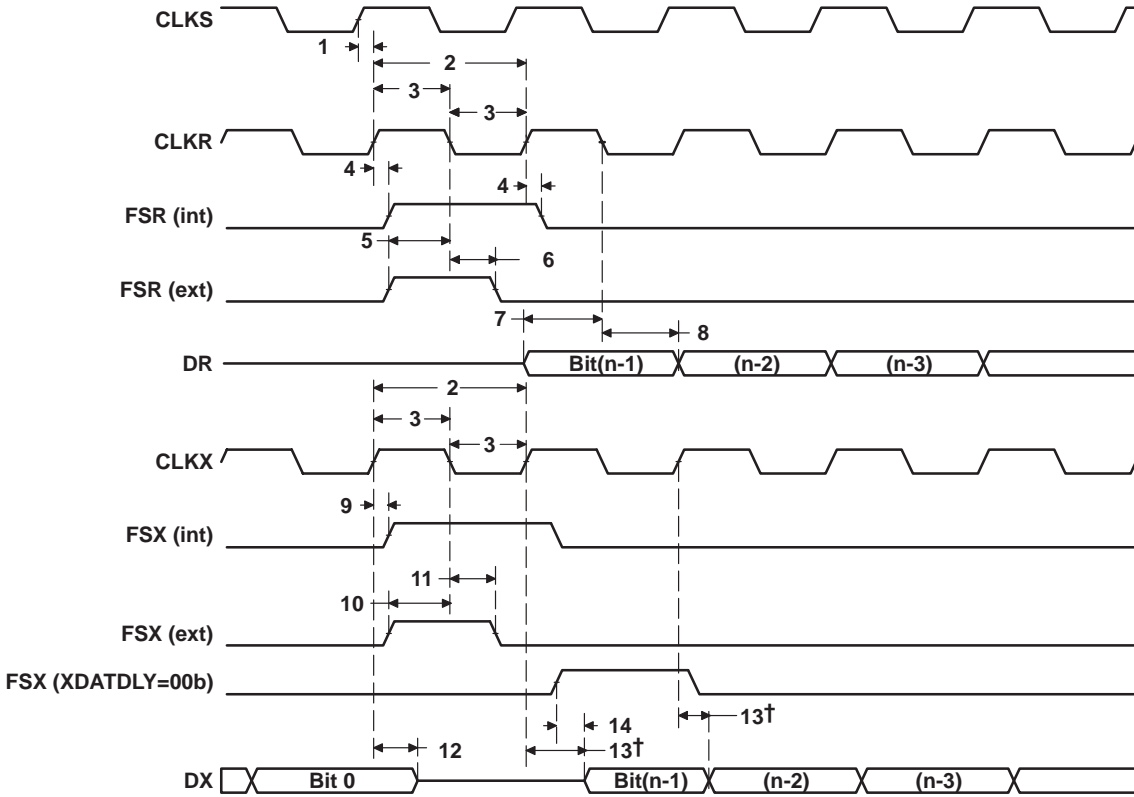 CLKS
1
2
3
3
CLKR
4
4
FSR (int)
5
6
FSR (ext)
7
8
DR
Bit(n-1)
(n-2)
(n-3)
2
3
3
CLKX
9
FSX (int)
11
10
FSX (ext)
FSX (XDATDLY=00b)
13†
14
12
13†
DX
Bit 0
Bit(n-1)
(n-2)
(n-3)